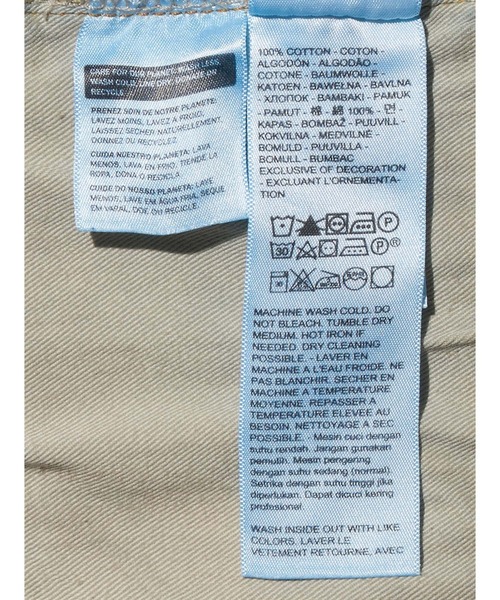 CARE FOR OUR PLANET: WASH LESS,
WASH COLD, LINE DRY, DONATE OR
RECYCLE.
PRENEZ SOIN DE NOTRE PLANETE:
LAVEZ MOINS, LAVEZ A FROID,
LAISSEZ SECHER NATURELLEMENT,
DONNEZ OU RECYCLEZ.
CUIDA NUESTRO PLANETA: LAVA
MENOS, LAVA EN FRIO, TIENDE LA
ROPA, DONA O RECICLA.
CUIDE DO NOSSO PLANETA: LAVE
MENOS, LAVE EM ÁGUA FRIA, SEQUE
EM VARAL, DOE OU RECICLE.
100% COTTON - COTON -
ALGODÓN - ALGODÃO -
COTONE - BAUMWOLLE -
KATOEN - BAWEŁNA - BAVLNA
- ХЛОПОК - BAMBAKI - PAMUK
- PAMUT - 棉 - 綿 100% - 면 -
KAPAS - BOMBAŽ - PUUVILL -
KOKVILNA - MEDVILNĖ -
BOMULD - PUUVILLA -
BOMULL - BUMBAC
EXCLUSIVE OF DECORATION
- EXCLUANT L'ORNEMENTA-
TION
P
30 P®
30
MACHINE WASH COLD. DO
NOT BLEACH. TUMBLE DRY
MEDIUM. HOT IRON IF
NEEDED. DRY CLEANING
POSSIBLE. - LAVER EN
MACHINE A L'EAU FROIDE. NE
PAS BLANCHIR. SECHER EN
MACHINE A TEMPERATURE
MOYENNE. REPASSER A
TEMPERATURE ELEVEE AU
BESOIN. NETTOYAGE A SEC
POSSIBLE. - Mesin cuci dengan
suhu rendah. Jangan gunakan
pemutih. Mesin pengering
dengan suhu sedang (normal).
Setrika dengan suhu tinggi jika
diperlukan. Dapat dicuci kering
profesional.
WASH INSIDE OUT WITH LIKE
COLORS. LAVER LE
VETEMENT RETOURNE, AVEC